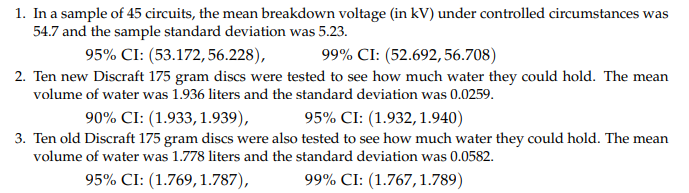 1. In a sample of 45 circuits, the mean breakdown voltage (in kV) under controlled circumstances was
54.7 and the sample standard deviation was 5.23.
95% CI: (53.172, 56.228), 99% CI: (52.692, 56.708)
2. Ten new Discraft 175 gram discs were tested to see how much water they could hold. The mean
volume of water was 1.936 liters and the standard deviation was 0.0259.
90% CI: (1.933, 1.939), 95% CI: (1.932, 1.940)
3. Ten old Discraft 175 gram discs were also tested to see how much water they could hold. The mean
volume of water was 1.778 liters and the standard deviation was 0.0582.
95% CI: (1.769, 1.787), 99% CI: (1.767, 1.789)